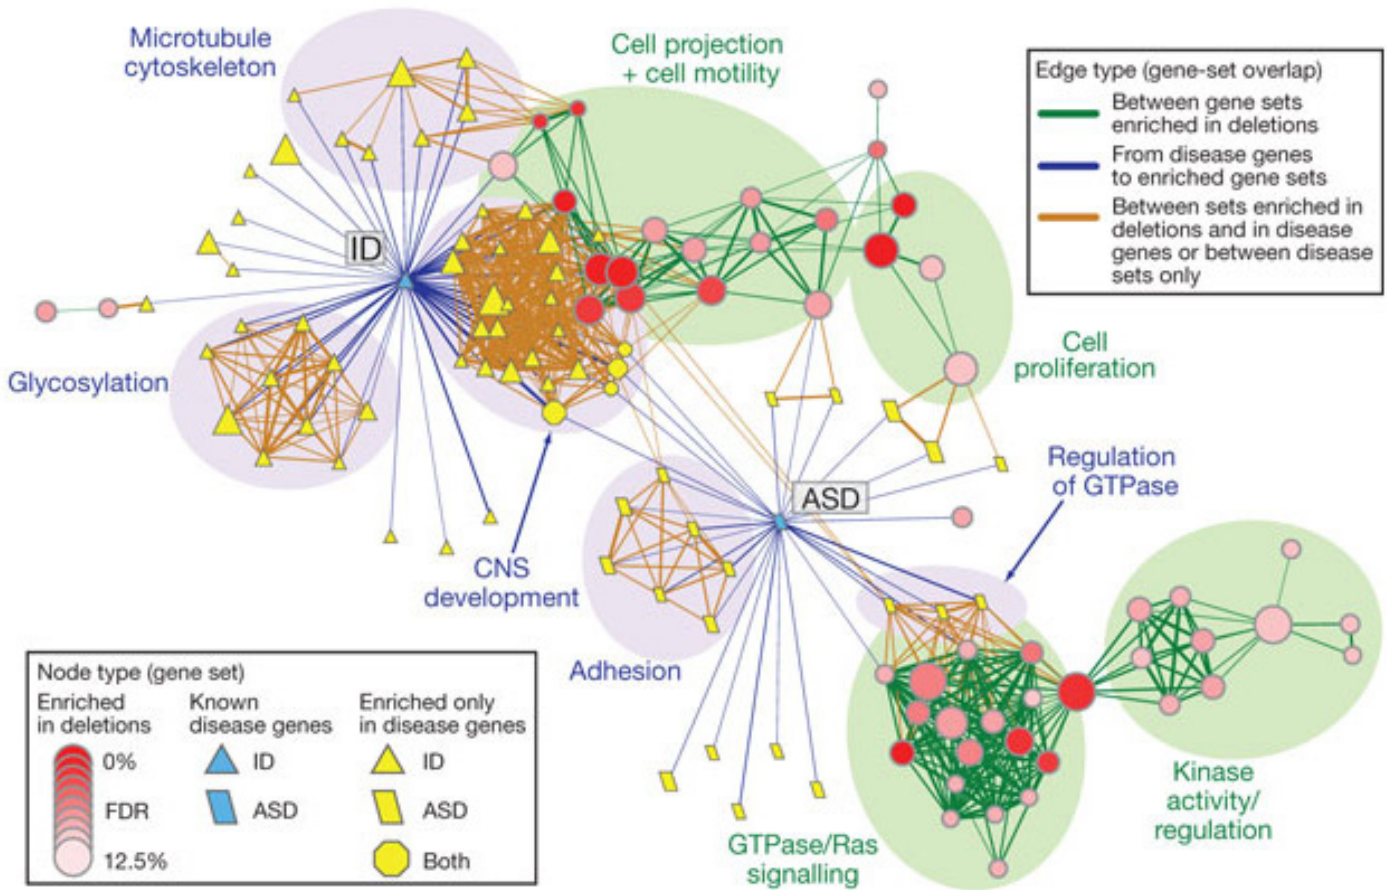 Microtubule
cytoskeleton
Cell projection
+ cell motility
Edge type (gene-set overlap)
Between gene sets
enriched in deletions
From disease genes
to enriched gene sets
Between sets enriched in
deletions and in disease
genes or between disease
sets only
ID
Glycosylation
Cell
proliferation
Regulation
of GTPase
ASD
CNS
development
Adhesion
Node type (gene set)
Enriched
in deletions
Known
disease genes
Enriched only
in disease genes
0%
ID
ID
FDR
ASD
ASD
12.5%
Both
GTPase/Ras
signalling
Kinase
activity/
regulation